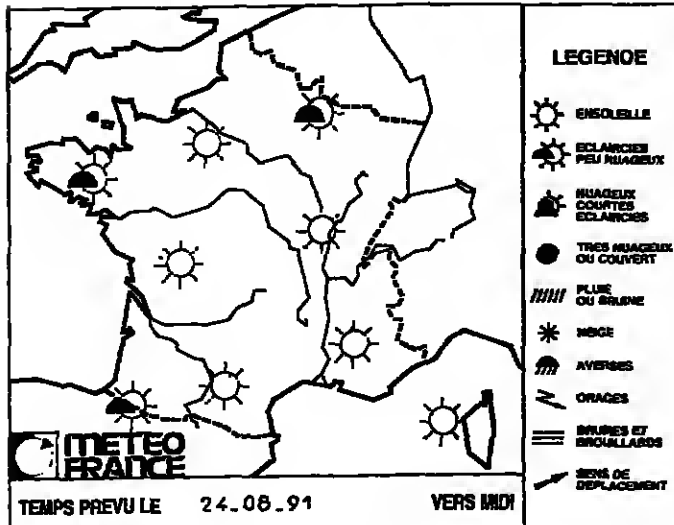 LEGENDE
ENSOLEILLE
ECLAIRCIES
PEU NUAGEUX
NUAGEUX
COURTES
ECLAIRCIES
TRES NUAGEUX
OU COUVERT
PLUIE
OU BRUINE
NEIGE
AVERSES
ORAGES
BRUMES ET
BROUILLARDS
SENS DE
DEPLACEMENT
METEO
FRANCE
TEMPS PREVU LE 24-08-91 VERS MIDI